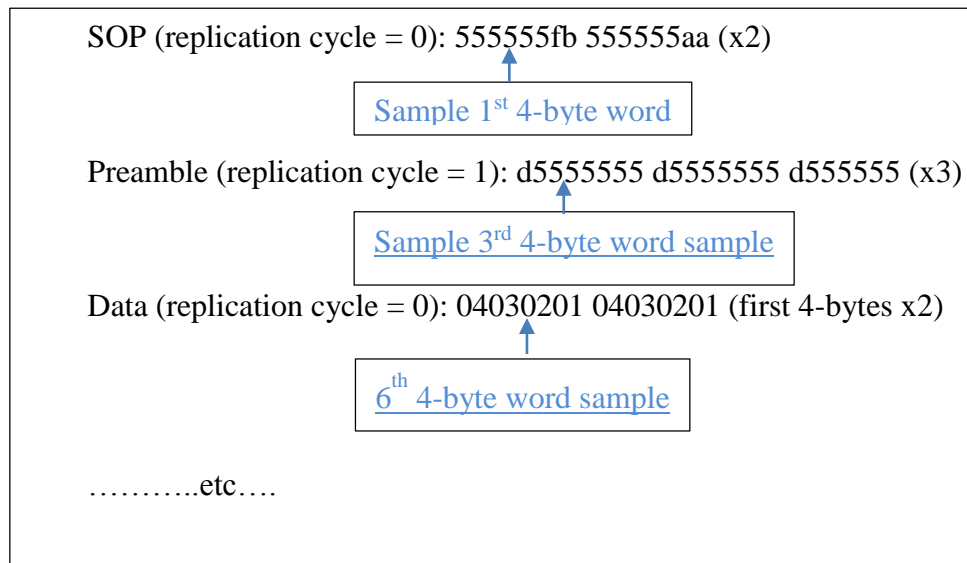 SOP (replication cycle = 0): 555555fb 555555aa (x2)
Sample 1st 4-byte word
Preamble (replication cycle = 1): d5555555 d5555555 d555555 (x3)
Sample 3rd 4-byte word sample
Data (replication cycle = 0): 04030201 04030201 (first 4-bytes x2)
6th 4-byte word sample
………..etc….